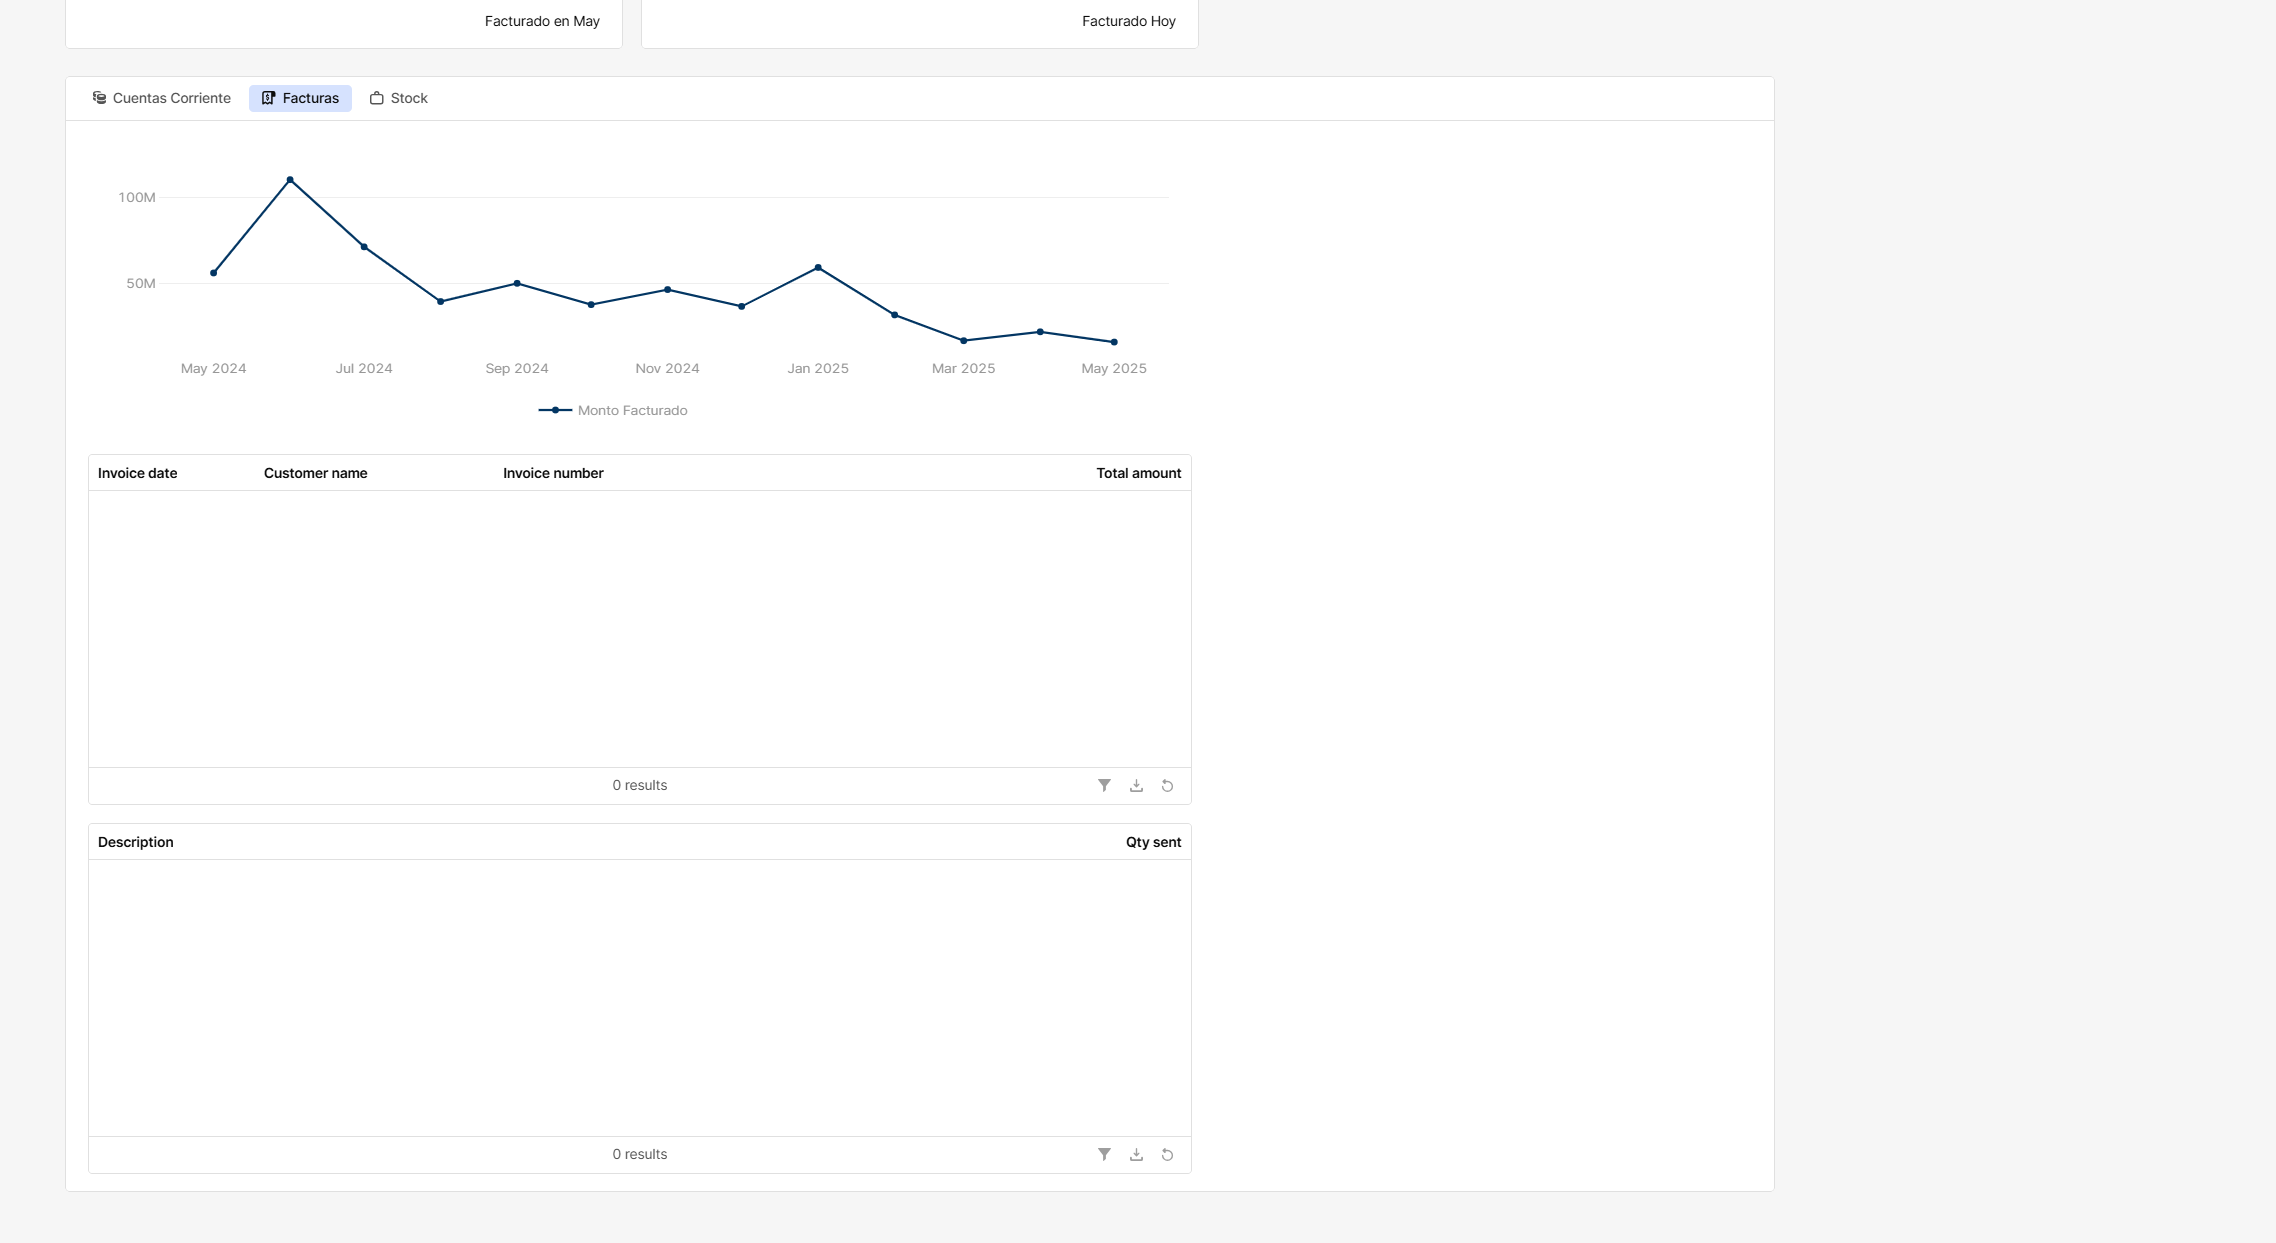 Facturado en May
Facturado Hoy
Cuentas Corriente
Facturas
Stock
100M
50M
May 2024
Jul 2024
Sep 2024
Nov 2024
Jan 2025
Mar 2025
May 2025
Monto Facturado
Invoice date
Customer name
Invoice number
Total amount
0 results
Description
Qty sent
0 results